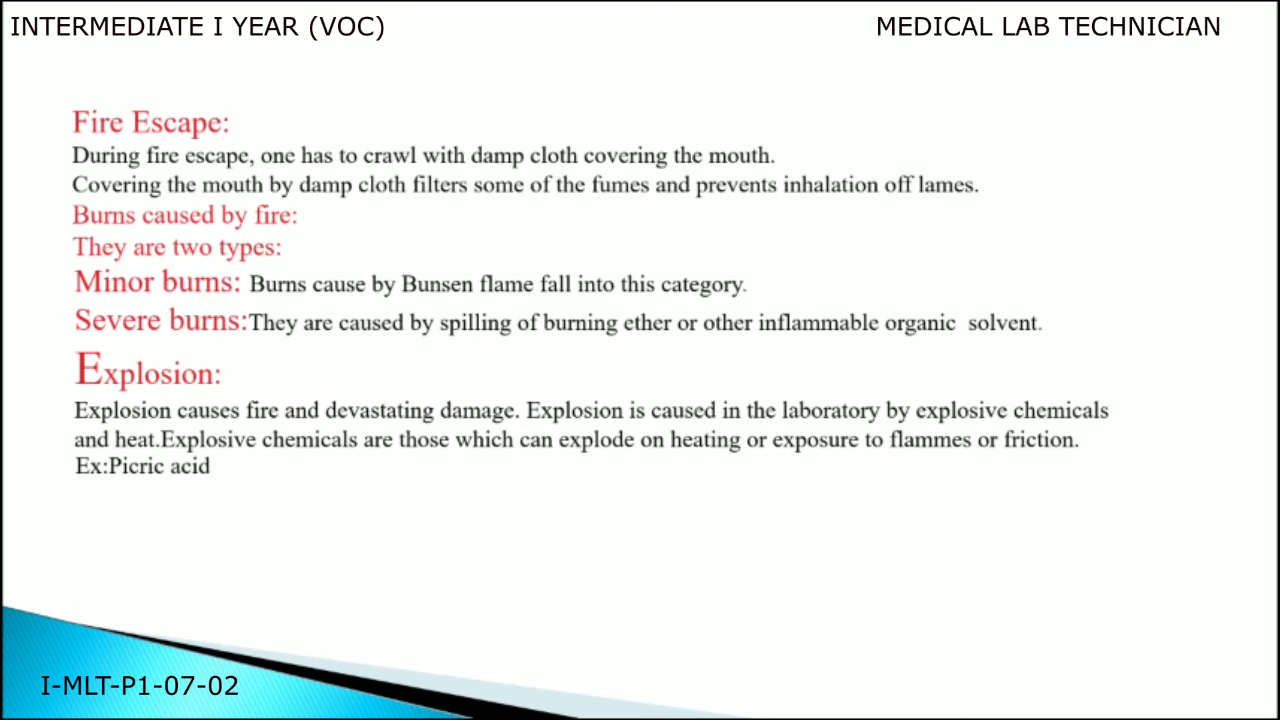 INTERMEDIATE I YEAR (VOC) MEDICAL LAB TECHNICIAN
Fire Escape:
During fire escape, one has to crawl with damp cloth covering the mouth.
Covering the mouth by damp cloth filters some of the fumes and prevents inhalation off lames.
Burns caused by fire:
They are two types:
Minor burns: Burns cause by Bunsen flame fall into this category.
Severe burns:They are caused by spilling of burning ether or other inflammable organic solvent.
Explosion:
Explosion causes fire and devastating damage. Explosion is caused in the laboratory by explosive chemicals
and heat.Explosive chemicals are those which can explode on heating or exposure to flammes or friction.
Ex:Picric acid
I-MLT-P1-07-02